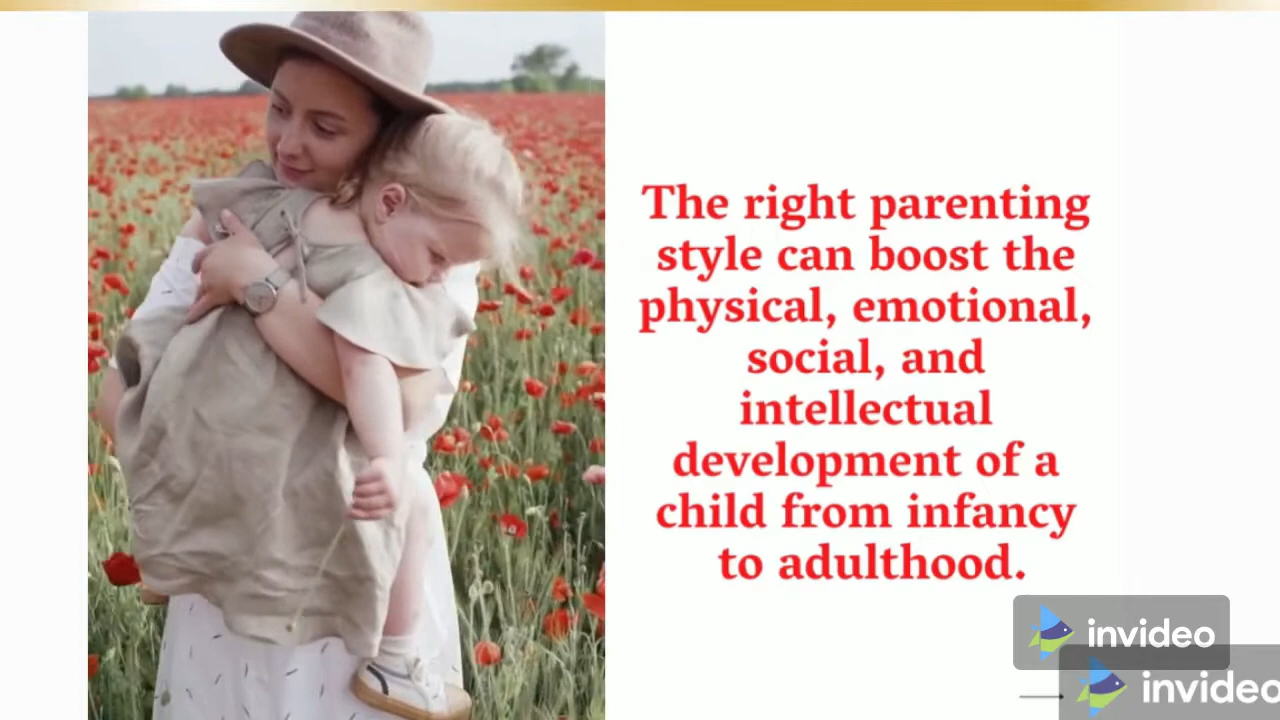 The right parenting
style can boost the
physical, emotional,
social, and
intellectual
development of a
child from infancy
to adulthood.
invideo
invideo